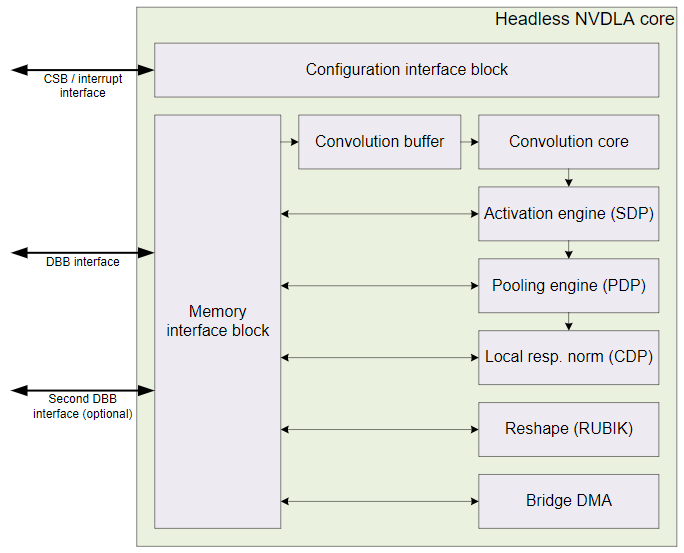 Headless NVDLA core
CSB / interrupt
interface
Configuration interface block
Convolution buffer
Convolution core
Activation engine (SDP)
DBB interface
Pooling engine (PDP)
Memory
interface block
Local resp. norm (CDP)
Second DBB
interface (optional)
Reshape (RUBIK)
Bridge DMA